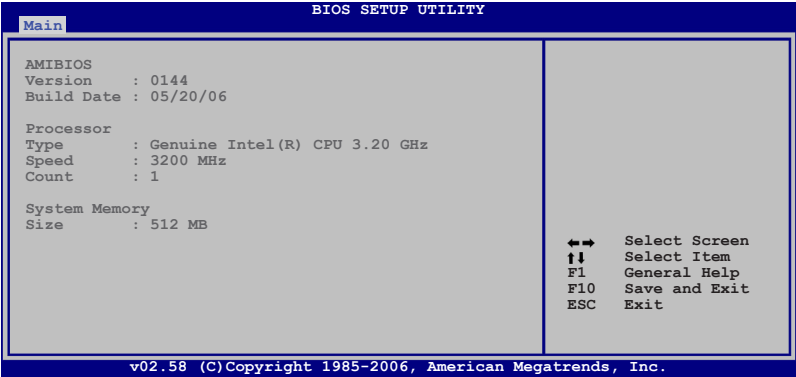 BIOS SETUP UTILITY
Main
AMIBIOS
Version : 0144
Build Date : 05/20/06
Processor
Type : Genuine Intel(R) CPU 3.20 GHz
Speed : 3200 MHz
Count : 1
System Memory
Size : 512 MB
←→ Select Screen
↑↓ Select Item
F1 General Help
F10 Save and Exit
ESC Exit
v02.58 (C)Copyright 1985-2006, American Megatrends, Inc.